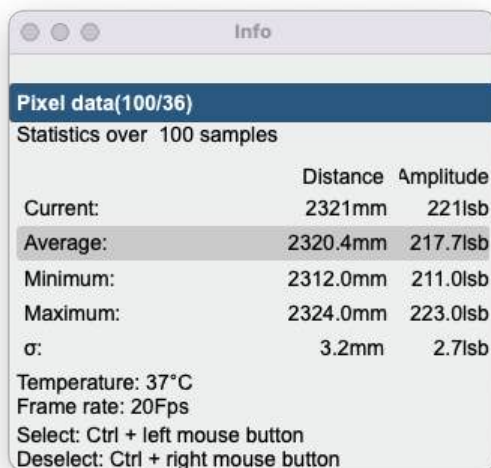 Info
Pixel data(100/36)
Statistics over 100 samples
Distance Amplitude
Current: 2321mm 221lsb
Average: 2320.4mm 217.7lsb
Minimum: 2312.0mm 211.0lsb
Maximum: 2324.0mm 223.0lsb
σ: 3.2mm 2.7lsb
Temperature: 37°C
Frame rate: 20Fps
Select: Ctrl + left mouse button
Deselect: Ctrl + right mouse button